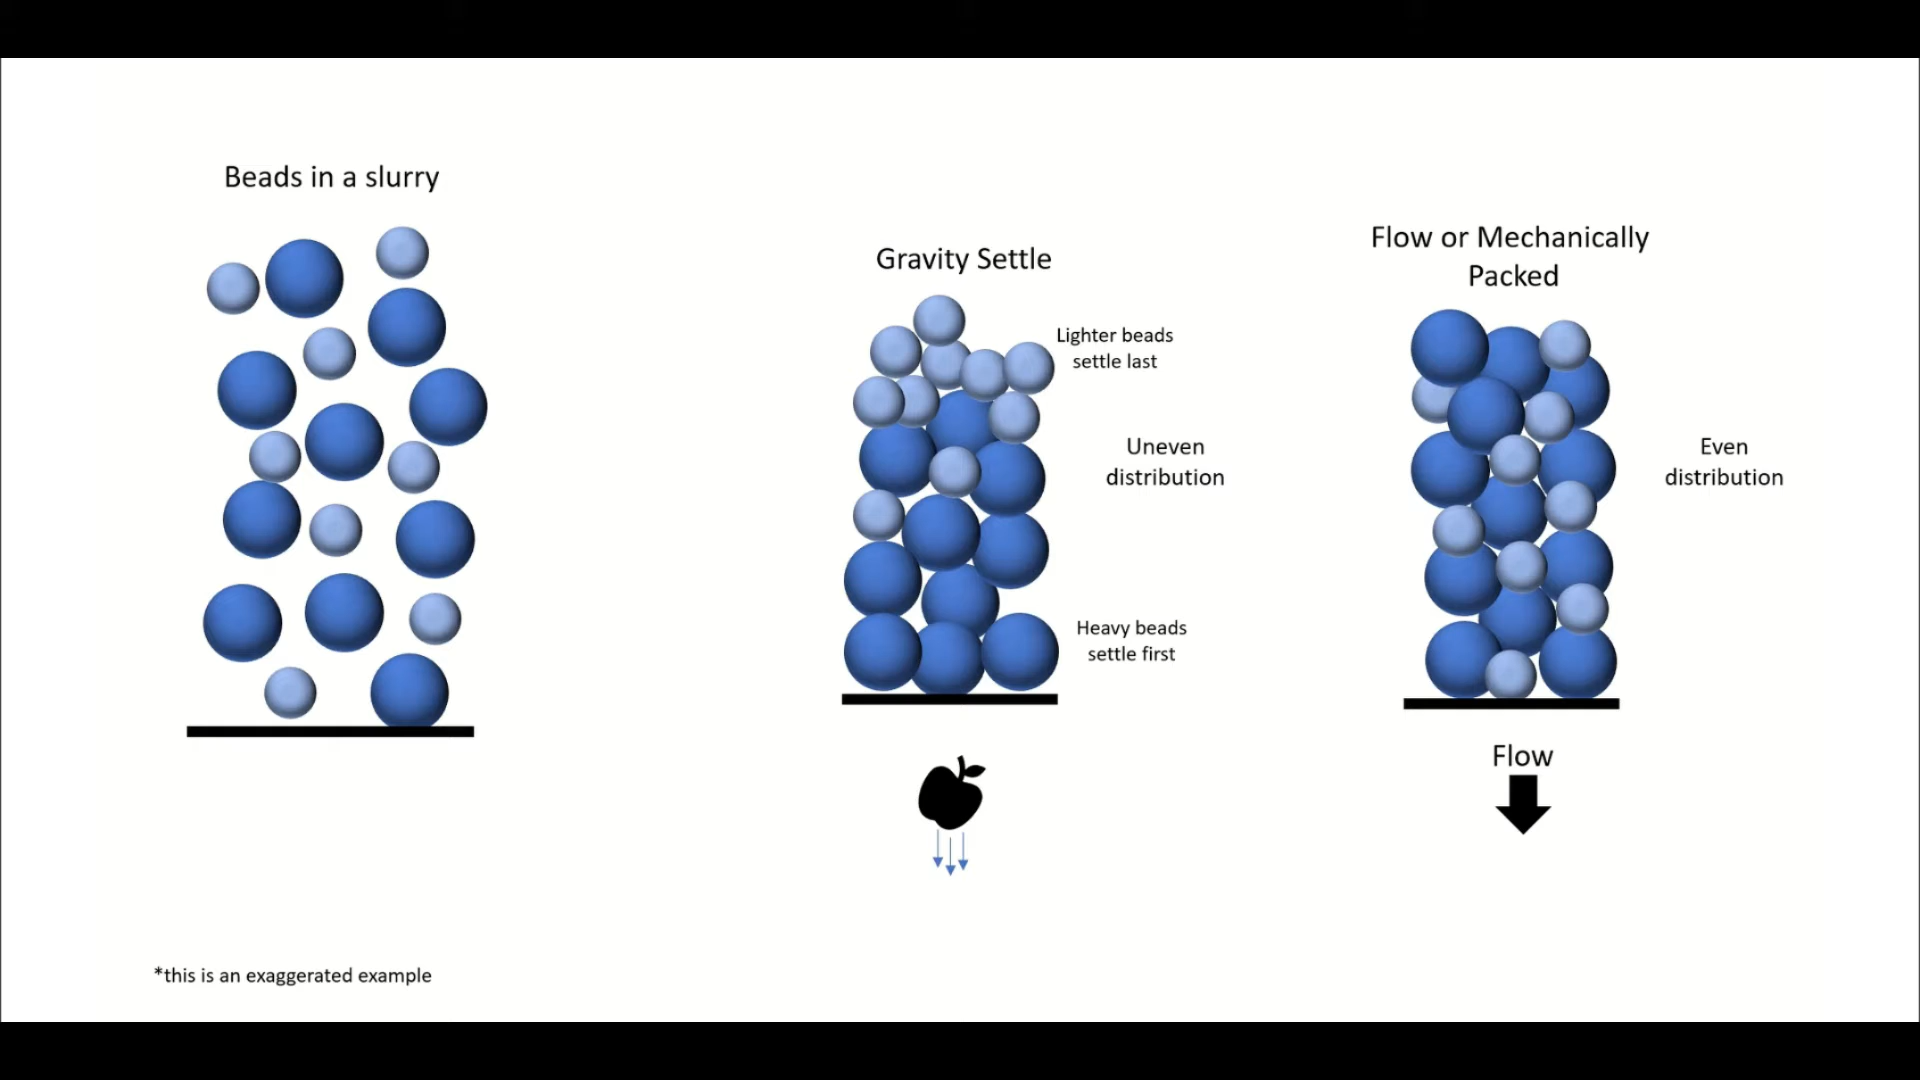 Beads in a slurry
Gravity Settle
Lighter beads
settle last
Uneven
distribution
Heavy beads
settle first
Flow or Mechanically
Packed
Even
distribution
Flow
*this is an exaggerated example